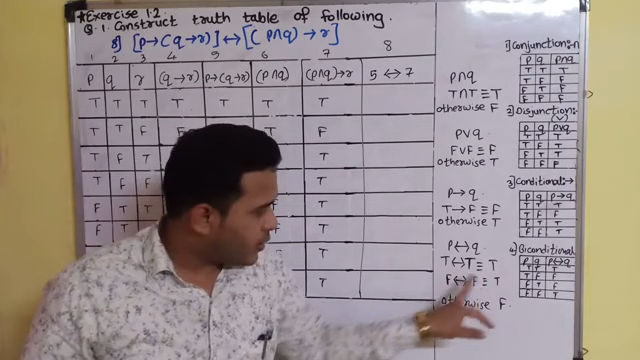 *Exercise 1.2
Q.1. Construct truth table of following.
8) [p→(q→r)]↔[(p∧q)→r]
1 2 3 4 5 6 7 8
p q r (q→r) p→(q→r) (p∧q) (p∧q)→r 5↔7
T T T T T T T
T T F F T F
T F T T
T F F T
F T T
F T T
F T
F T
p∧q
T∧T≡T
otherwise F
p∨q
F∨F≡F
otherwise T
p→q
T→F≡F
otherwise T
p↔q
T↔T≡T
F↔F≡T
otherwise F.
1) Conjunction:-∧
p q p∧q
T T T
T F F
F T F
F F F
2) Disjunction:-
(∨)
p q p∨q
T T T
T F T
F T T
F F F
3) Conditional:→
p q p→q
T T T
T F F
F T T
F F T
4) Biconditional
p q p↔q
T T T
T F F
F T F
F F T